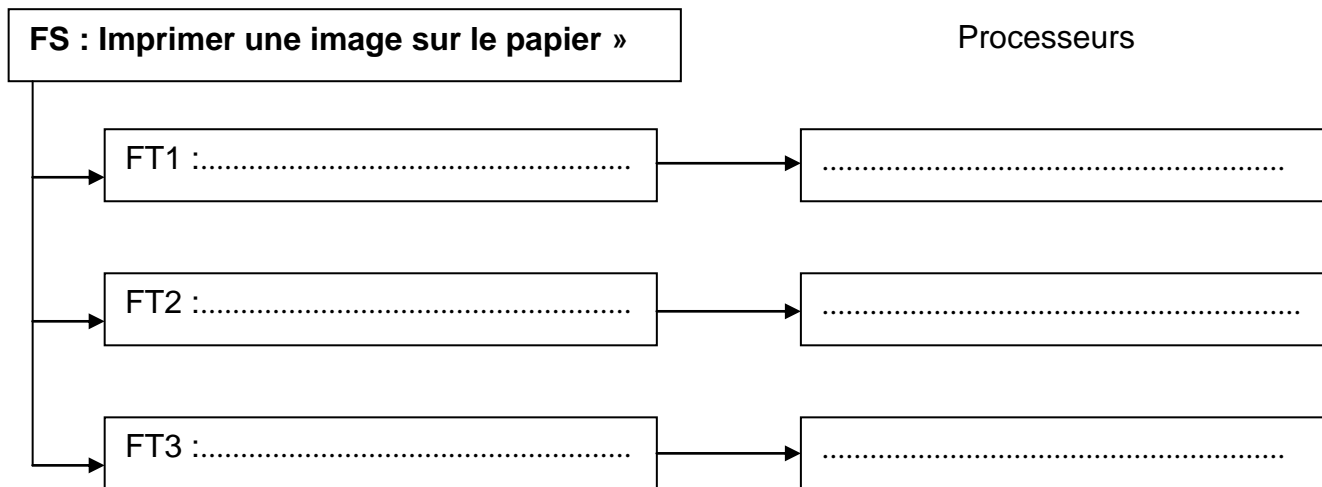 FS : Imprimer une image sur le papier »
Processeurs
FT1 :......................................................
............................................................
FT2 :......................................................
..............................................................
FT3 :......................................................
............................................................